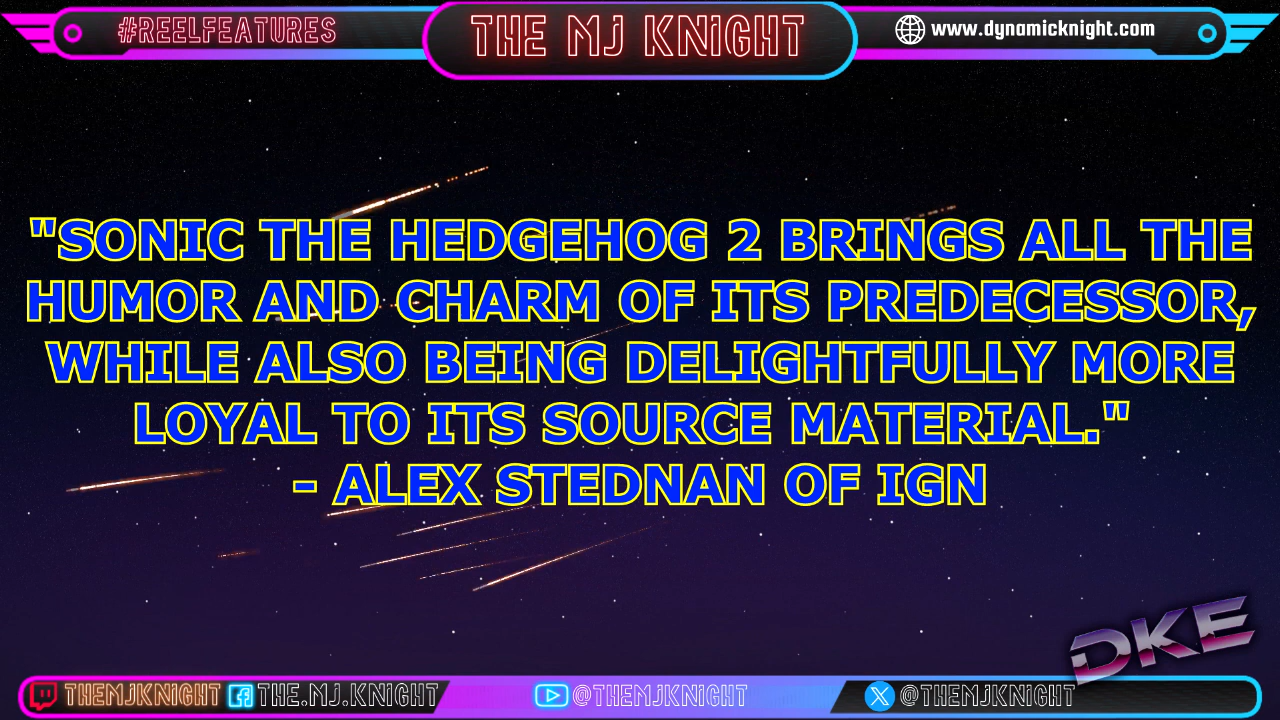 #REELFEATURES
THE MJ KNIGHT
www.dynamicknight.com
"SONIC THE HEDGEHOG 2 BRINGS ALL THE
HUMOR AND CHARM OF ITS PREDECESSOR,
WHILE ALSO BEING DELIGHTFULLY MORE
LOYAL TO ITS SOURCE MATERIAL."
- ALEX STEDNAN OF IGN
DKE
THEMJKNIGHT
THE.MJ.KNIGHT
@THEMJKNIGHT
@THEMJKNIGHT